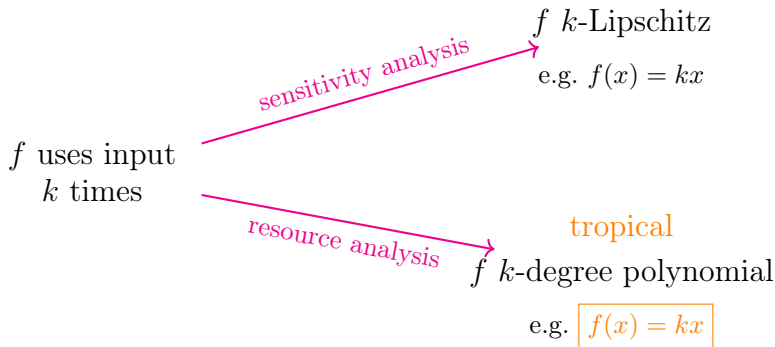 f k-Lipschitz
sensitivity analysis
e.g. f(x) = kx
f uses input
k times
resource analysis
tropical
f k-degree polynomial
e.g. f(x) = kx